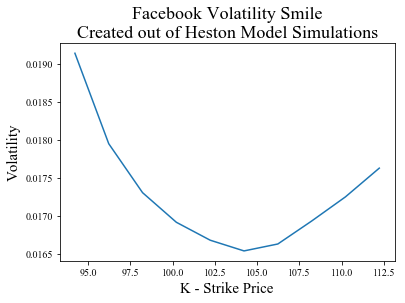 Facebook Volatility Smile
Created out of Heston Model Simulations
0.0190
0.0185
0.0180
0.0175
0.0170
0.0165
Volatility
95.0 97.5 100.0 102.5 105.0 107.5 110.0 112.5
K - Strike Price